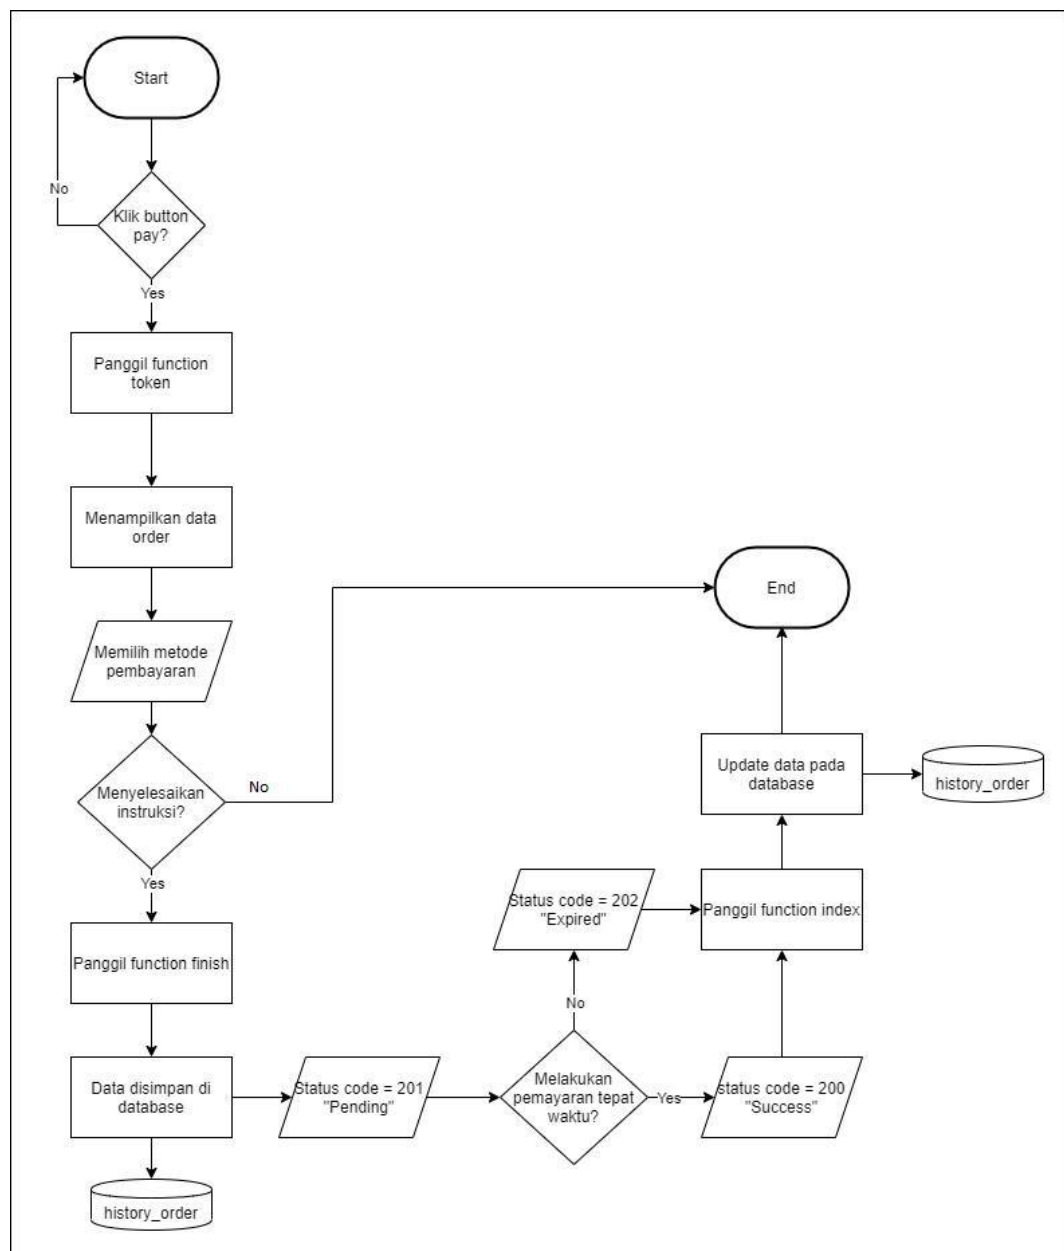 Start
No
Klik button
pay?
Yes
Panggil function
token
Menampilkan data
order
Memilih metode
pembayaran
Menyelesaikan
instruksi?
No
Yes
Panggil function finish
Data disimpan di
database
history_order
Status code = 201
"Pending"
Melakukan
pemayaran tepat
waktu?
No
Status code = 202
"Expired"
Yes
status code = 200
"Success"
Panggil function index
Update data pada
database
history_order
End